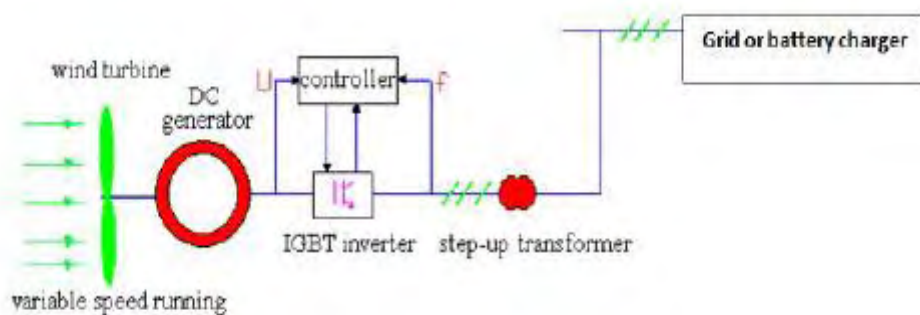 Grid or battery charger
wind turbine
DC
generator
U
controller
f
IGBT inverter
step-up transformer
variable speed running